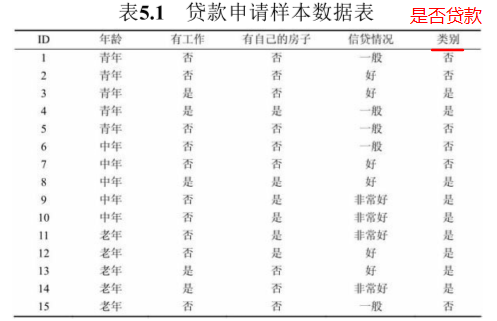 表5.1 贷款申请样本数据表
是否贷款
ID 年龄 有工作 有自己的房子 信贷情况 类别
1 青年 否 否 一般 否
2 青年 否 否 好 否
3 青年 是 否 好 是
4 青年 是 是 一般 是
5 青年 否 否 一般 否
6 中年 否 否 一般 否
7 中年 否 否 好 否
8 中年 是 是 好 是
9 中年 否 是 非常好 是
10 中年 否 是 非常好 是
11 老年 否 是 非常好 是
12 老年 否 是 好 是
13 老年 是 否 好 是
14 老年 是 否 非常好 是
15 老年 否 否 一般 否